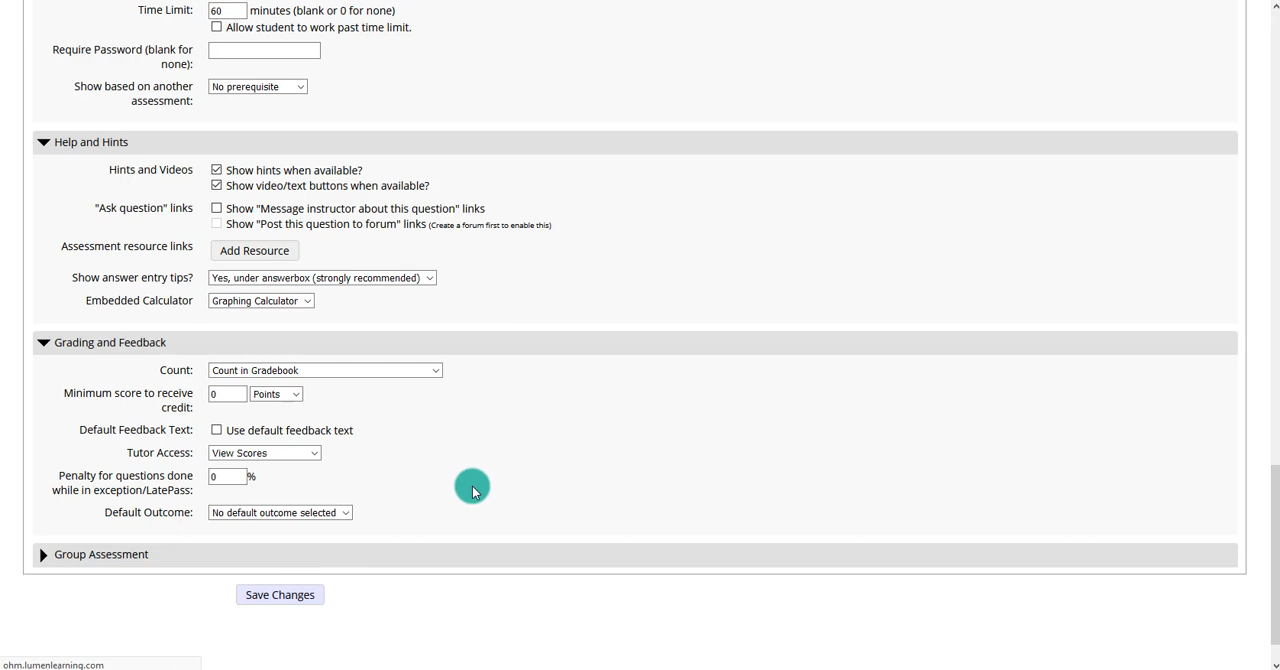 Time Limit: 60 minutes (blank or 0 for none)
Allow student to work past time limit.
Require Password (blank for
none):
Show based on another
assessment: No prerequisite
Help and Hints
Hints and Videos Show hints when available?
Show video/text buttons when available?
"Ask question" links Show "Message instructor about this question" links
Show "Post this question to forum" links (Create a forum first to enable this)
Assessment resource links Add Resource
Show answer entry tips? Yes, under answerbox (strongly recommended)
Embedded Calculator Graphing Calculator
Grading and Feedback
Count: Count in Gradebook
Minimum score to receive
credit: 0 Points
Default Feedback Text: Use default feedback text
Tutor Access: View Scores
Penalty for questions done
while in exception/LatePass: 0 %
Default Outcome: No default outcome selected
Group Assessment
Save Changes
ohm.lumenlearning.com